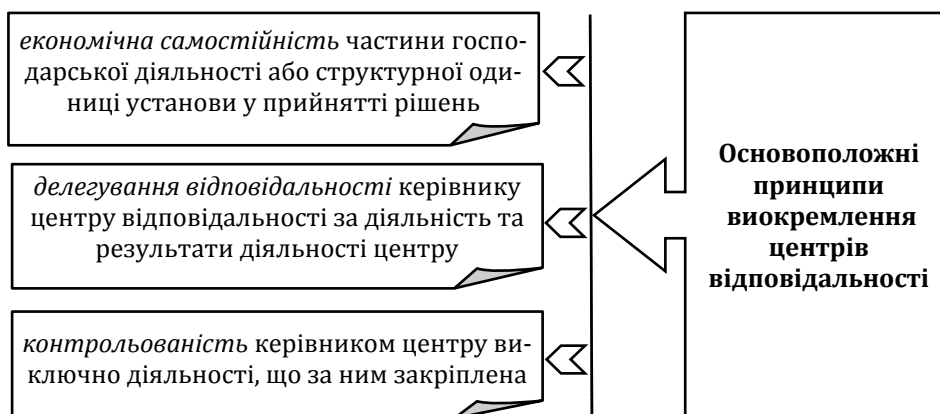 економічна самостійність частини госпо-
дарської діяльності або структурної оди-
ниці установи у прийнятті рішень
делегування відповідальності керівнику
центру відповідальності за діяльність та
результати діяльності центру
контрольованість керівником центру ви-
ключно діяльності, що за ним закріплена
Основоположні
принципи
виокремлення
центрів
відповідальності